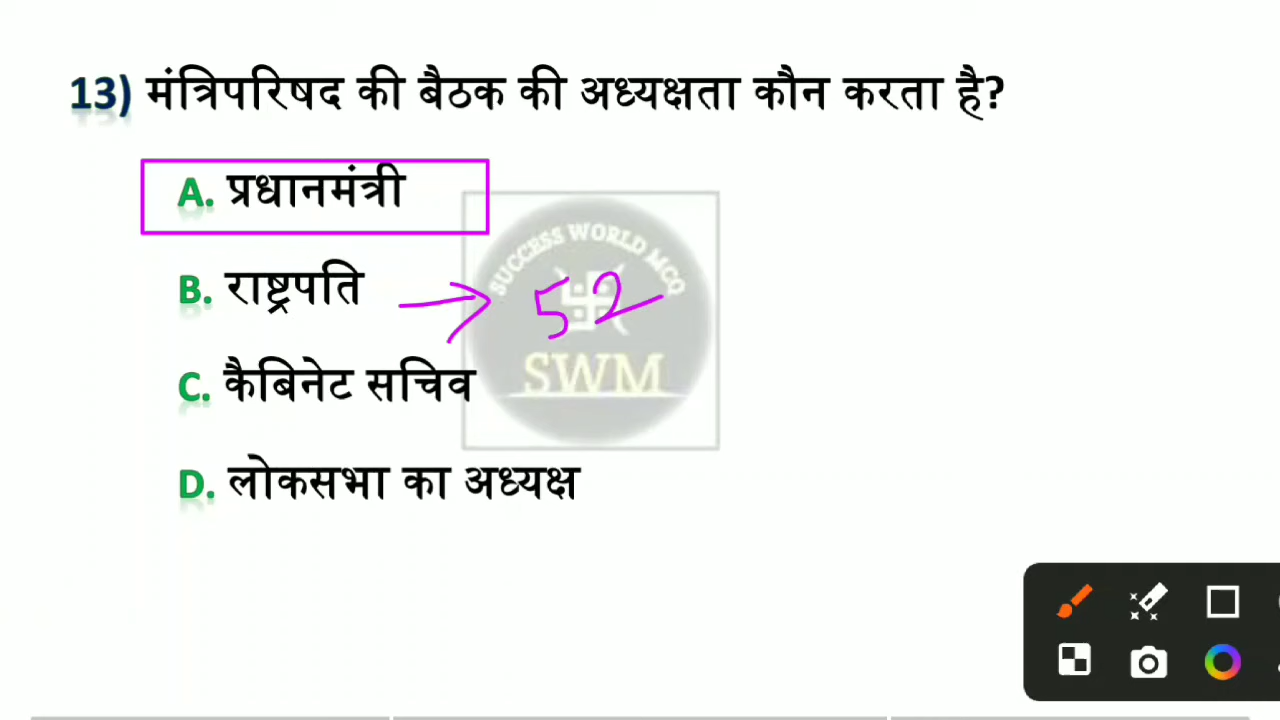 13) मंत्रिपरिषद की बैठक की अध्यक्षता कौन करता है?
A. प्रधानमंत्री
B. राष्ट्रपति
52
C. कैबिनेट सचिव
D. लोकसभा का अध्यक्ष
SUCCESS WORLD MCQ
SWM